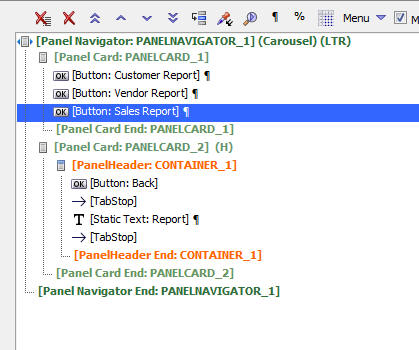 ¶ % Menu M
[Panel Navigator: PANELNAVIGATOR_1] (Carousel) (LTR)
[Panel Card: PANELCARD_1]
OK [Button: Customer Report] ¶
OK [Button: Vendor Report] ¶
OK [Button: Sales Report] ¶
[Panel Card End: PANELCARD_1]
[Panel Card: PANELCARD_2] (H)
[PanelHeader: CONTAINER_1]
OK [Button: Back]
[TabStop]
T [Static Text: Report] ¶
[TabStop]
[PanelHeader End: CONTAINER_1]
[Panel Card End: PANELCARD_2]
[Panel Navigator End: PANELNAVIGATOR_1]